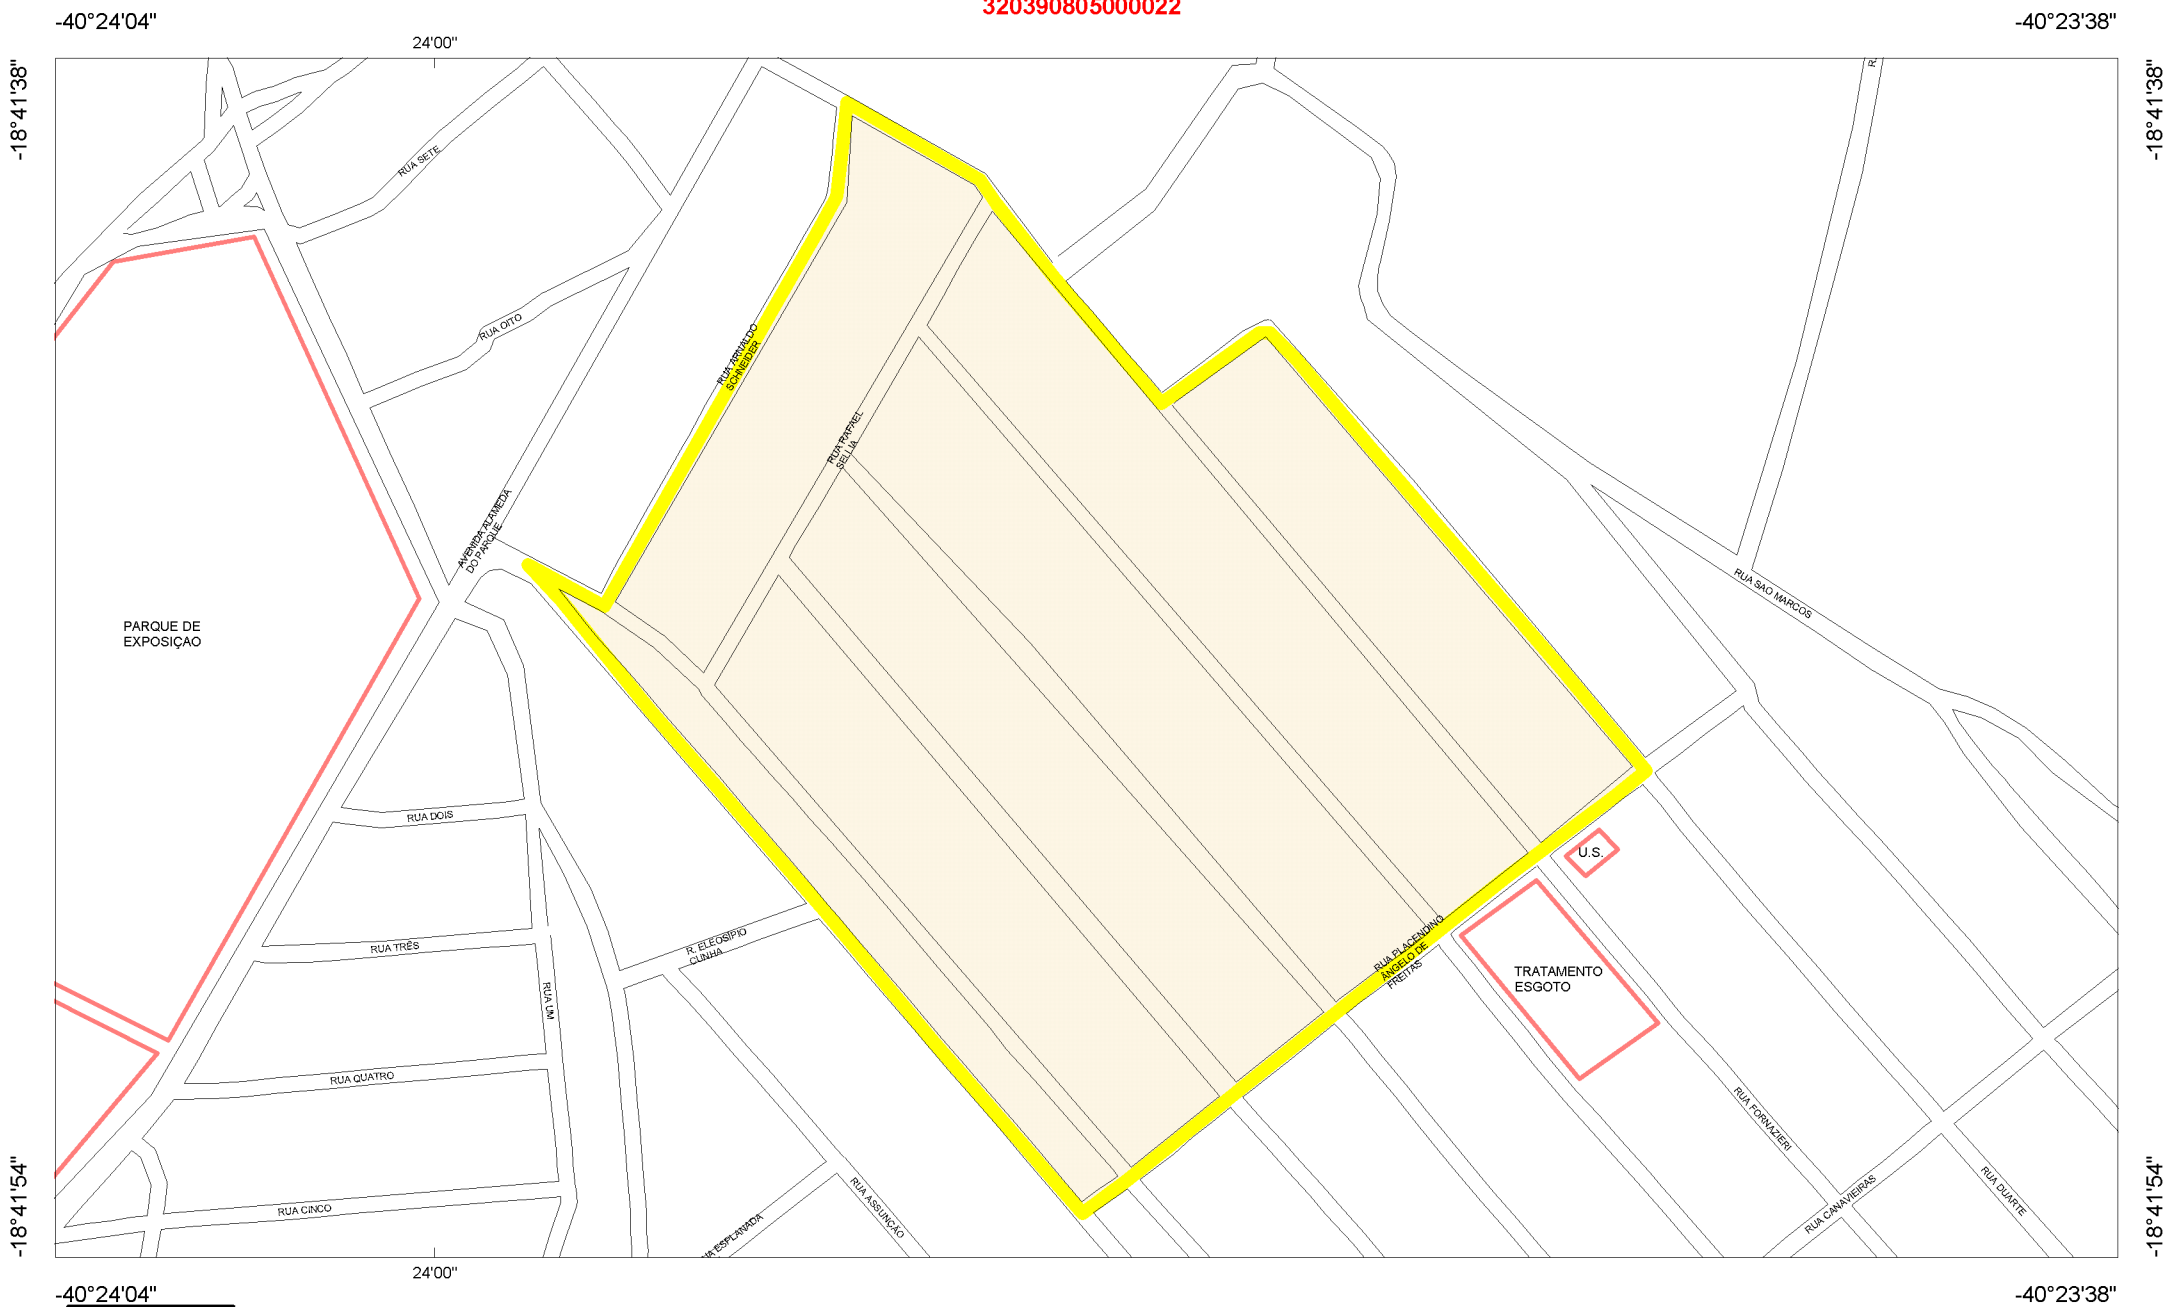 320390805000022
-40°24'04"
-40°23'38"
24'00"
-18°41'38"
-18°41'38"
RUA SETE
RUA OITO
RUA ARNALDO
SCHNEIDER
RUA RAFAEL
SELLIA
AVENIDA ALAMEDA
DO PARQUE
RUA SAO MARCOS
PARQUE DE
EXPOSIÇAO
RUA DOIS
U.S.
RUA TRÊS
R. ELEOSÍPIO
CUNHA
RUA PLACENDINO
ÂNGELO DE
FREITAS
TRATAMENTO
ESGOTO
RUA UM
RUA QUATRO
RUA FORNAZIERI
RUA CINCO
RUA ASSUNÇÃO
ESPLANADA
RUA CANAVIEIRAS
RUA DUARTE
-18°41'54"
-18°41'54"
24'00"
-40°24'04"
-40°23'38"